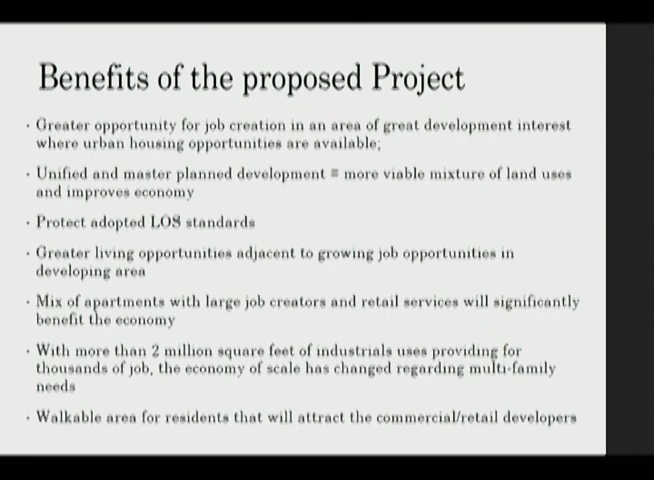 Benefits of the proposed Project
· Greater opportunity for job creation in an area of great development interest
where urban housing opportunities are available;
· Unified and master planned development = more viable mixture of land uses
and improves economy
· Protect adopted LOS standards
· Greater living opportunities adjacent to growing job opportunities in
developing area
· Mix of apartments with large job creators and retail services will significantly
benefit the economy
· With more than 2 million square feet of industrials uses providing for
thousands of job, the economy of scale has changed regarding multi-family
needs
· Walkable area for residents that will attract the commercial/retail developers